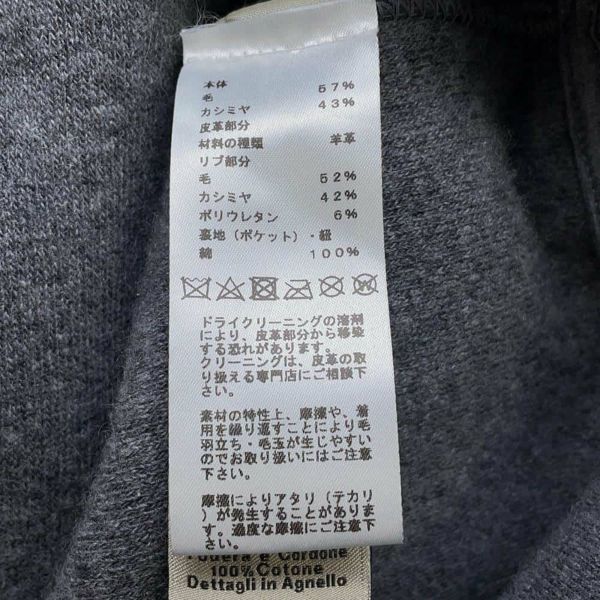 本体
毛 57%
カシミヤ 43%
皮革部分
材料の種類 羊革
リブ部分
毛 52%
カシミヤ 42%
ポリウレタン 6%
裏地(ポケット)・紐
綿 100%
ドライクリーニングの溶剤
により、皮革部分から移染
する恐れがあります。
クリーニングは、皮革の取
り扱える専門店にご相談下
さい。
素材の特性上、摩擦や、着
用を繰り返すことにより毛
羽立ち・毛玉が生じやすい
のでお取り扱いにはご注意
下さい。
摩擦によりアタリ(テカリ
)が発生することがありま
す。過度な摩擦にご注意下
さい。
Fodera e Cordone
100% Cotone
Dettagli in Agnello